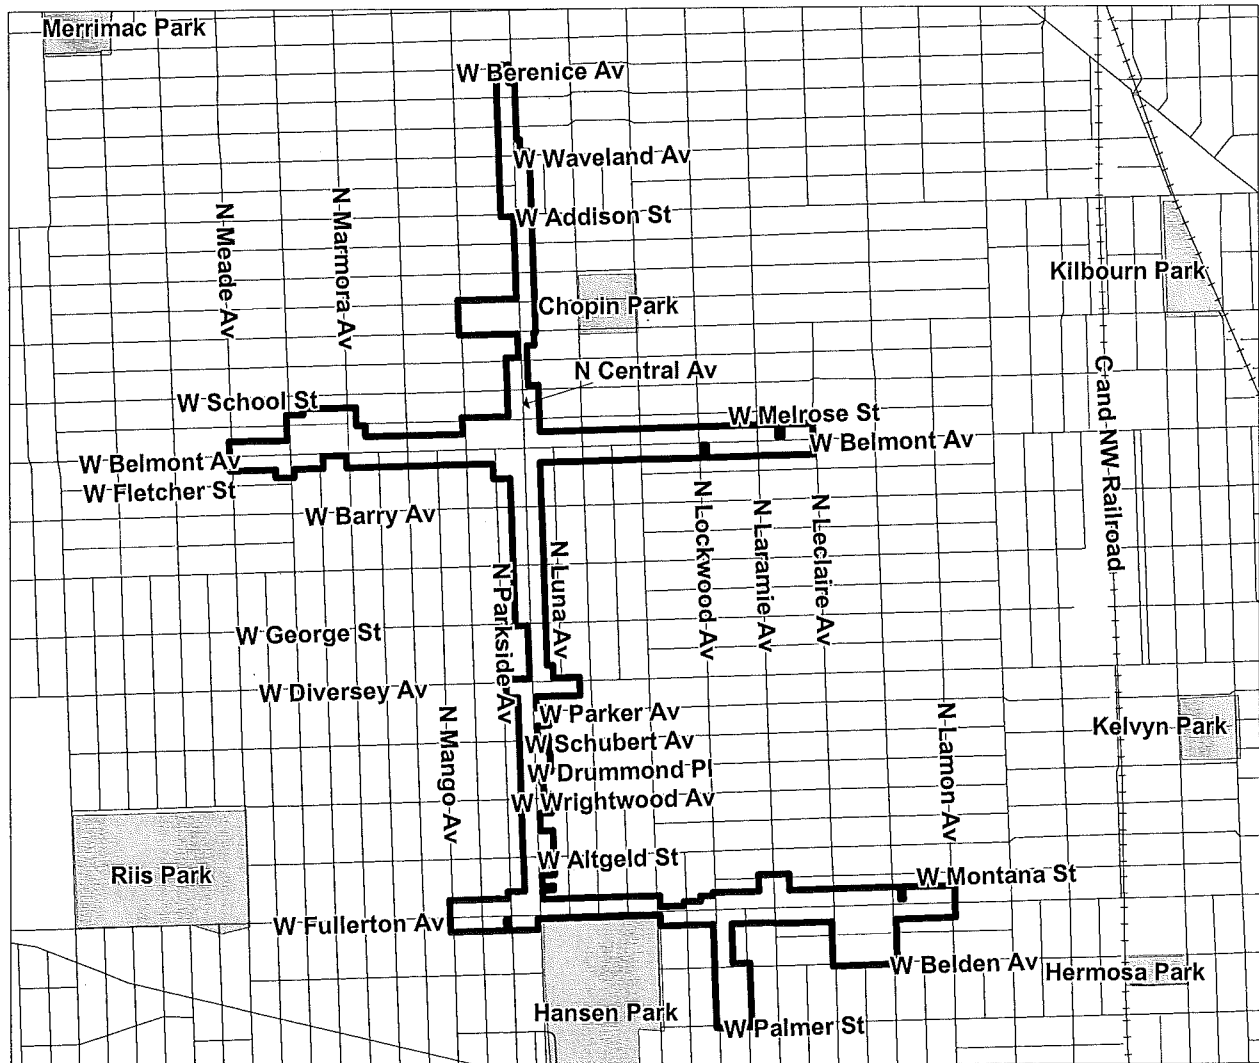 Merrimac Park
W Berenice Av
W Waveland Av
N Meade Av
N Marmora Av
W Addison St
Kilbourn Park
Chopin Park
N Central Av
C and NW Railroad
W School St
W Melrose St
W Belmont Av
W Belmont Av
W Fletcher St
W Barry Av
N Lockwood Av
N Laramie Av
N Leclaire Av
N Luna Av
N Parkside Av
W George St
W Diversey Av
N Mango Av
W Parker Av
N Lamon Av
Kelvyn Park
W Schubert Av
W Drummond Pl
W Wrightwood Av
W Altgeld St
Riis Park
W Montana St
W Fullerton Av
W Belden Av
Hermosa Park
Hansen Park
W Palmer St